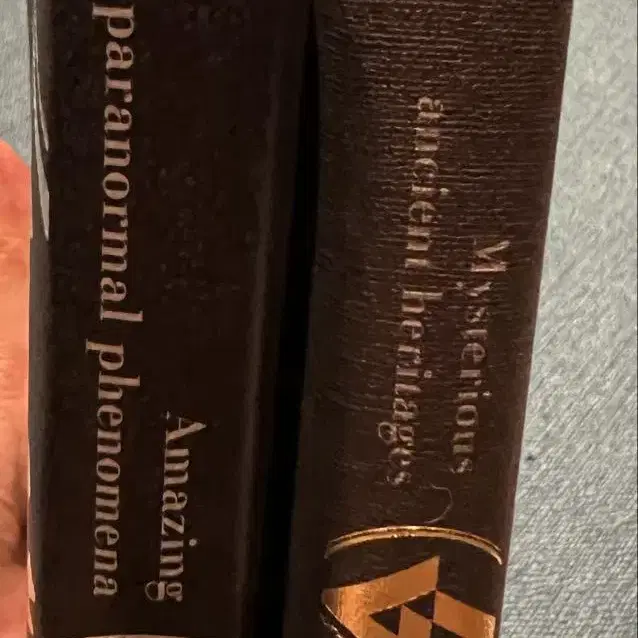 Amazing
paranormal phenomena
Mysterious
ancient heritages